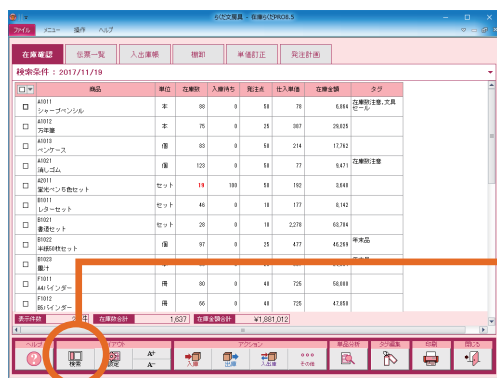 らくだ文房具 - 在庫らくだPRO8.5
ファイル メニュー 操作 ヘルプ
在庫確認 伝票一覧 入出庫帳 棚卸 単価訂正 発注計画
検索条件 : 2017/11/19
商品 単位 在庫数 入庫待ち 発注点 仕入単価 在庫金額 タグ
A1011
シャープペンシル 本 88 0 50 78 6,864 在庫数注意,文具セール
A1012
万年筆 本 75 0 25 387 29,025
A1013
ペンケース 個 83 0 50 214 17,762
A1021
消しゴム 個 123 0 50 77 9,471 在庫数注意
A2011
蛍光ペン5色セット セット 19 100 50 192 3,648
B1011
レターセット セット 46 0 10 177 8,142
B1021
書道セット セット 28 0 10 2,278 63,784
B1022
半紙50枚セット 個 97 0 25 477 46,269 年末品
B1023
墨汁
F1011
A4バインダー 冊 80 0 40 725 58,000
F1012
B5バインダー 冊 66 0 40 725 47,850
表示件数 件 在庫数合計 1,637 在庫金額合計 ¥1,881,012
ヘルプ アクション 単品分析 タグ編集 印刷 閉じる
検索 設定 A+ A- 入庫 出庫 入出庫 その他